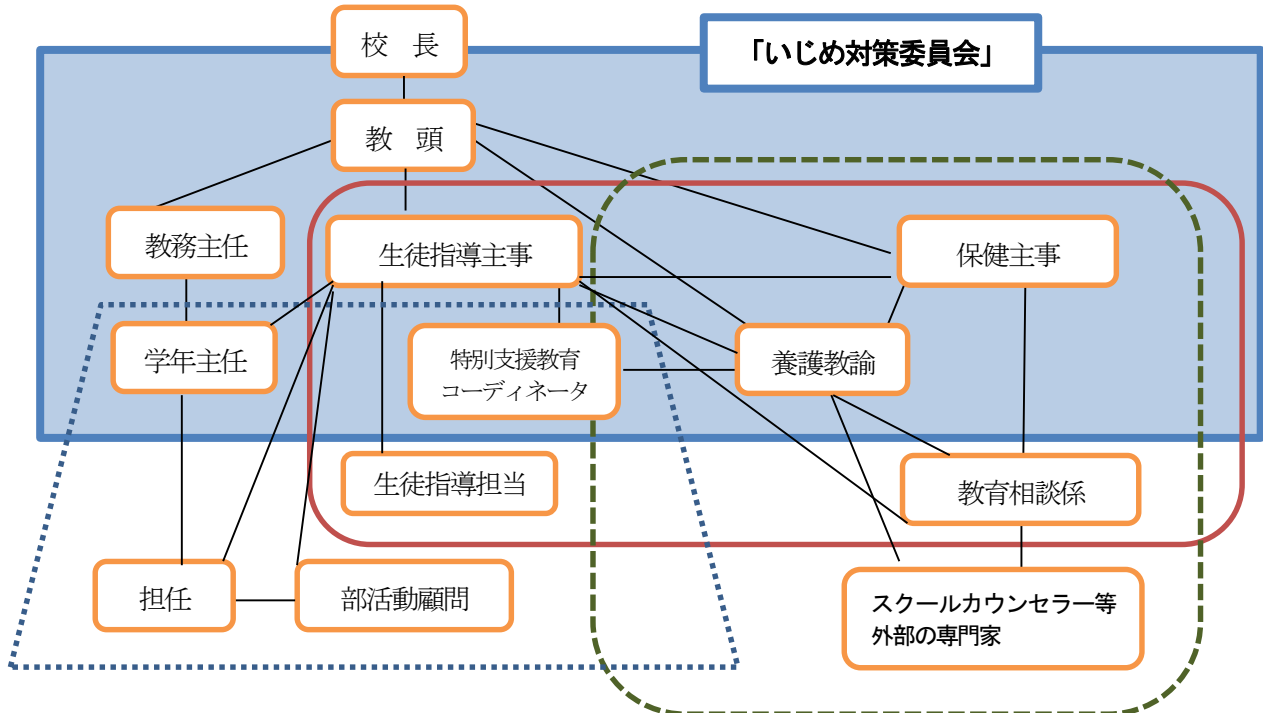 校　長
「いじめ対策委員会」
教　頭
教務主任
生徒指導主事
保健主事
学年主任
特別支援教育
コーディネータ
養護教諭
生徒指導担当
教育相談係
担任
部活動顧問
スクールカウンセラー等
外部の専門家